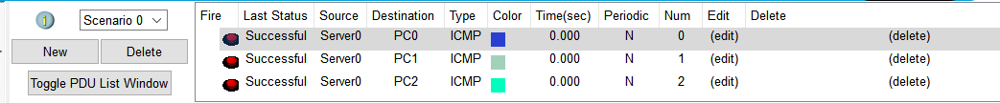 Scenario 0
New Delete
Toggle PDU List Window
Fire Last Status Source Destination Type Color Time(sec) Periodic Num Edit Delete
Successful Server0 PC0 ICMP 0.000 N 0 (edit) (delete)
Successful Server0 PC1 ICMP 0.000 N 1 (edit) (delete)
Successful Server0 PC2 ICMP 0.000 N 2 (edit) (delete)